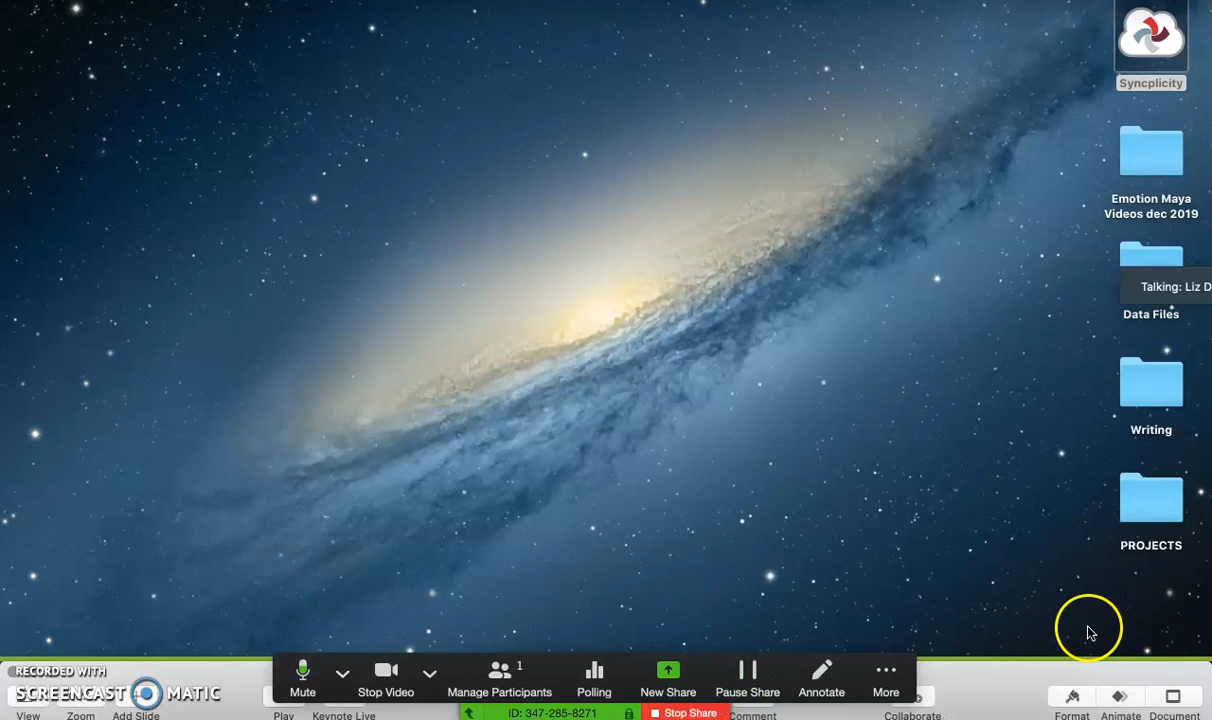 Syncplicity
Emotion Maya
Videos dec 2019
Talking: Liz D
Data Files
Writing
PROJECTS
RECORDED WITH
SCREENCAST MATIC
Mute
Stop Video
Manage Participants
1
Polling
New Share
Pause Share
Annotate
More
View
Zoom
Add Slide
Play
Keynote Live
ID: 347-285-8271
Stop Share
Comment
Collaborate
Format
Animate
Document